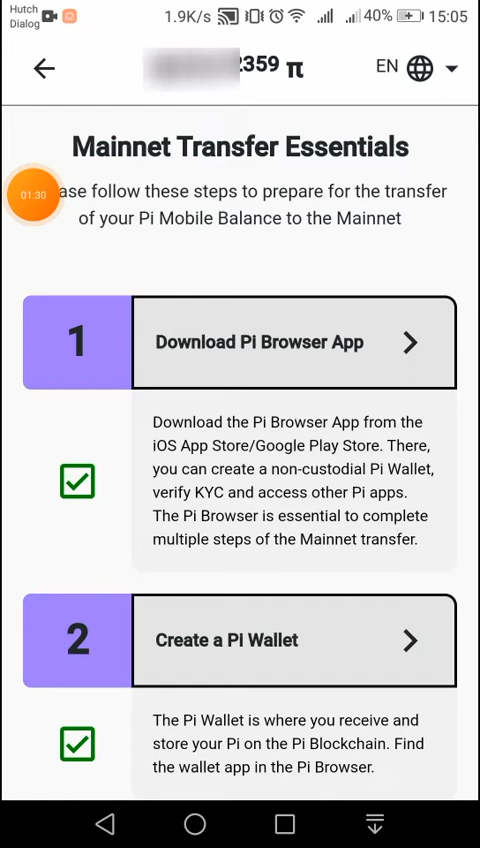 Hutch
Dialog
1.9K/s
40%
15:05
2359 π
EN
Mainnet Transfer Essentials
01:30
ase follow these steps to prepare for the transfer
of your Pi Mobile Balance to the Mainnet
1
Download Pi Browser App
Download the Pi Browser App from the
iOS App Store/Google Play Store. There,
you can create a non-custodial Pi Wallet,
verify KYC and access other Pi apps.
The Pi Browser is essential to complete
multiple steps of the Mainnet transfer.
2
Create a Pi Wallet
The Pi Wallet is where you receive and
store your Pi on the Pi Blockchain. Find
the wallet app in the Pi Browser.